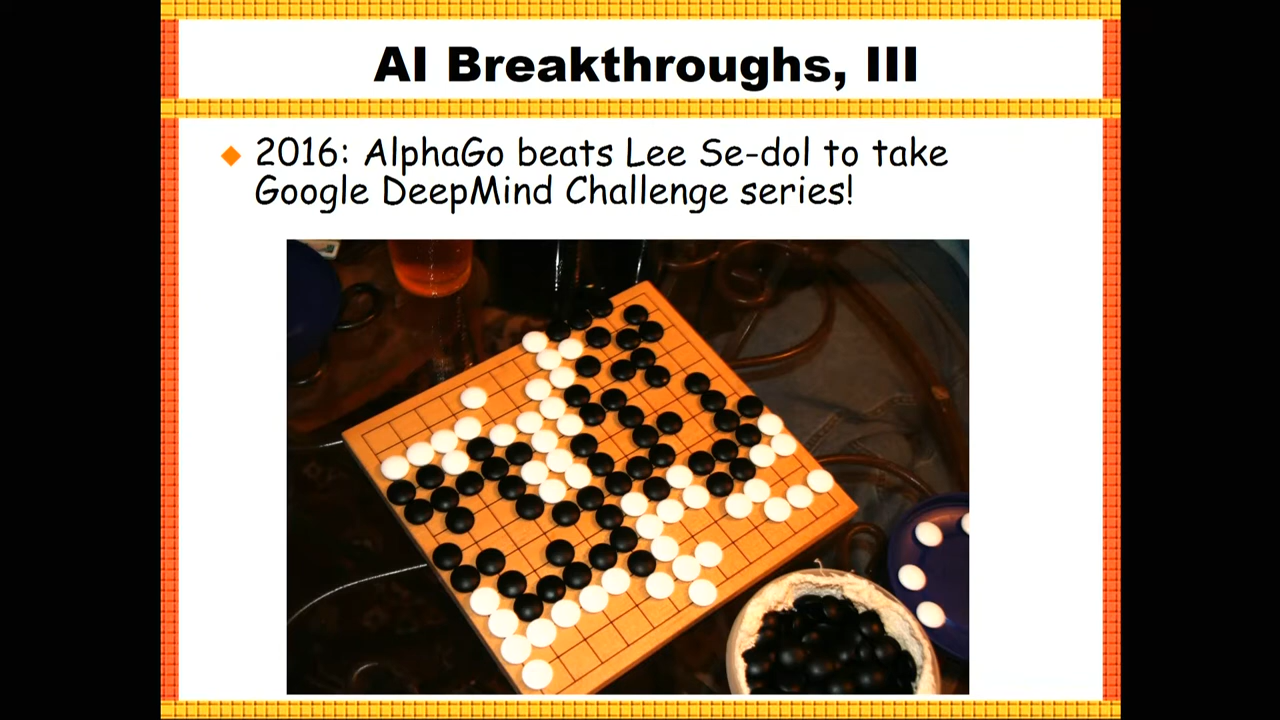 AI Breakthroughs, III
2016: AlphaGo beats Lee Se-dol to take
Google DeepMind Challenge series!